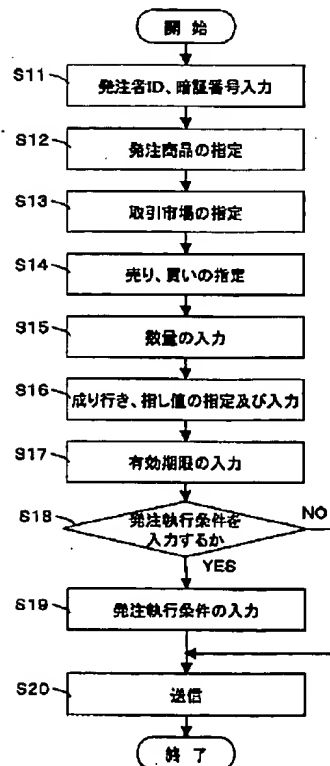 開 始
S11
発注者ID、暗証番号入力
S12
発注商品の指定
S13
取引市場の指定
S14
売り、買いの指定
S15
数量の入力
S16
成り行き、指し値の指定及び入力
S17
有効期限の入力
S18
発注執行条件を
入力するか
NO
YES
S19
発注執行条件の入力
S20
送信
終 了